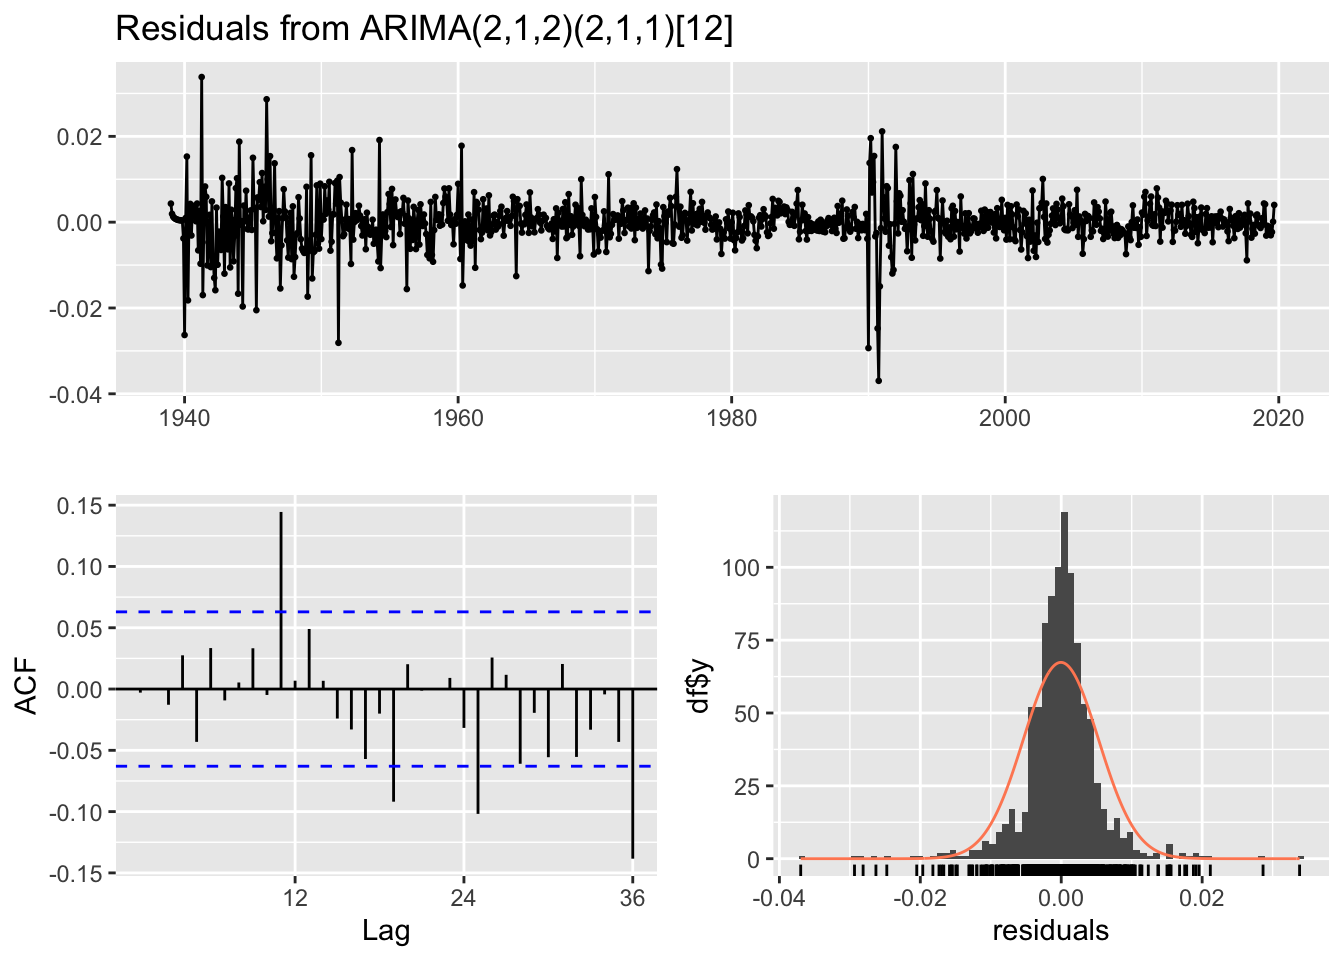 Residuals from ARIMA(2,1,2)(2,1,1)[12]
0.02
0.00
-0.02
-0.04
1940 1960 1980 2000 2020
0.15
0.10
0.05
0.00
-0.05
-0.10
-0.15
ACF
12 24 36
Lag
100
75
50
25
0
df$y
-0.04 -0.02 0.00 0.02
residuals